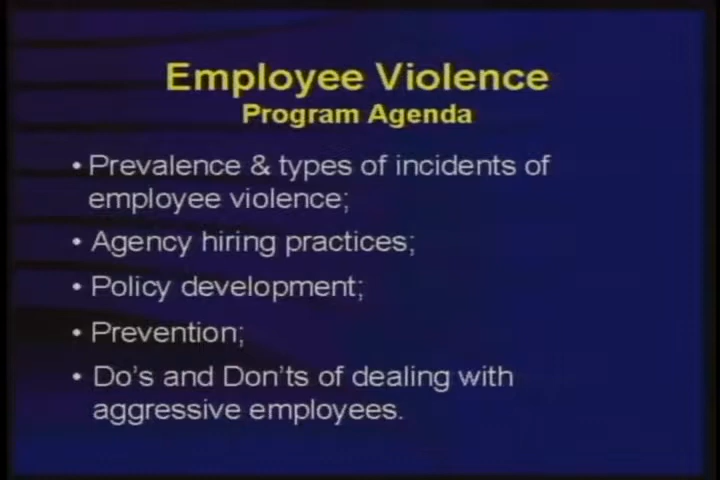 Employee Violence
Program Agenda
• Prevalence & types of incidents of
employee violence;
• Agency hiring practices;
• Policy development;
• Prevention;
• Do's and Don'ts of dealing with
aggressive employees.